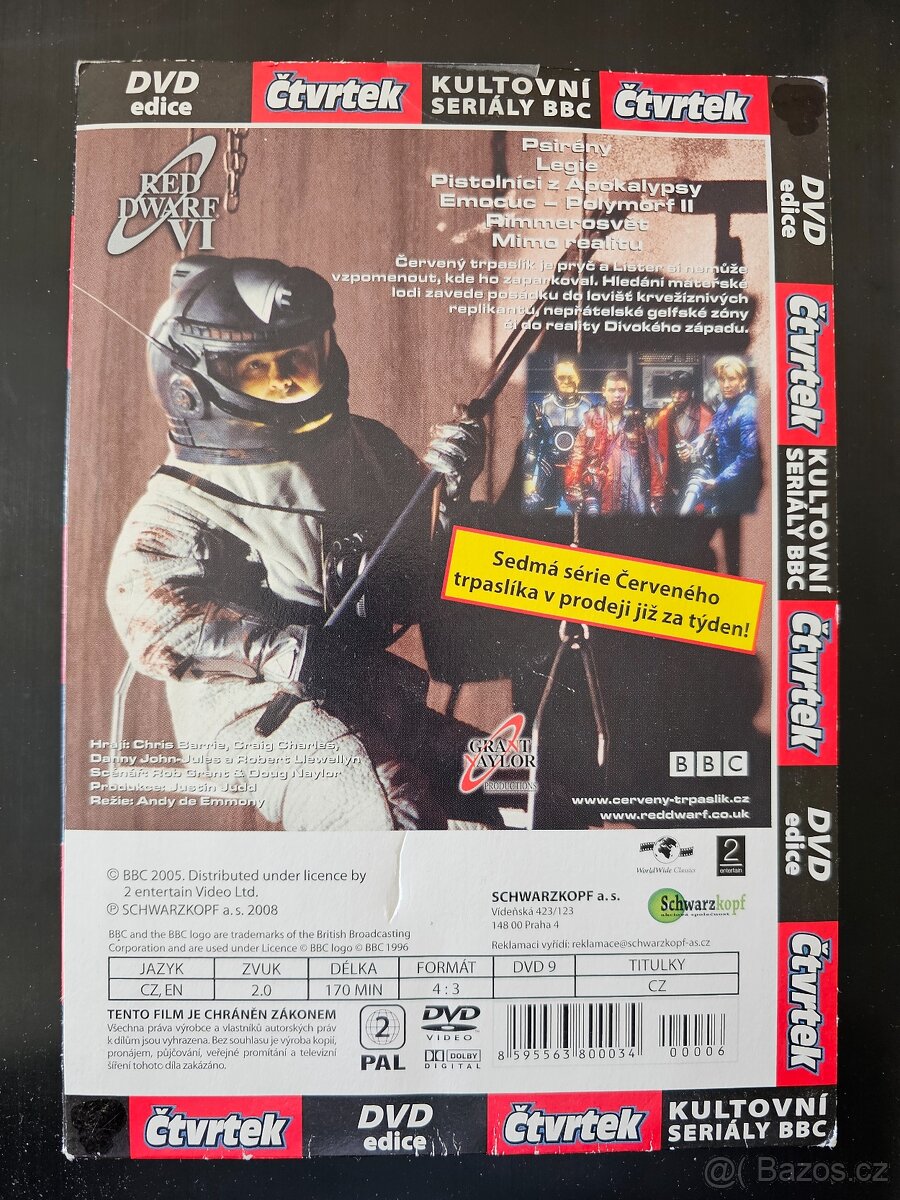 DVD
edice
Čtvrtek
KULTOVNÍ
SERIÁLY BBC
Čtvrtek
RED
DWARF
VI
Psirény
Legie
Pistolníci z Apokalypsy
Emocuc – Polymorf II
Rimmerosvět
Mimo realitu
Červený trpaslík je pryč a Lister si nemůže
vzpomenout, kde ho zaparkoval. Hledání mateřské
lodi zavede posádku do lovišť krvežíznivých
replikantů, nepřátelské gelfské zóny
či do reality Divokého západu.
Sedmá série Červeného
trpaslíka v prodeji již za týden!
Hrají: Chris Barrie, Craig Charles,
Danny John-Jules a Robert Llewellyn
Scénář: Rob Grant & Doug Naylor
Produkce: Justin Judd
Režie: Andy de Emmony
GRANT
NAYLOR
PRODUCTIONS
BBC
www.cerveny-trpaslik.cz
www.reddwarf.co.uk
DVD
edice
Čtvrtek
KULTOVNÍ
SERIÁLY BBC
Čtvrtek
DVD
edice
Čtvrtek
© BBC 2005. Distributed under licence by
2 entertain Video Ltd.
℗ SCHWARZKOPF a. s. 2008
BBC and the BBC logo are trademarks of the British Broadcasting
Corporation and are used under Licence © BBC logo © BBC 1996
WorldWide Classics
2
entertain
SCHWARZKOPF a. s.
Vídeňská 423/123
148 00 Praha 4
Schwarzkopf
akciová společnost
Reklamaci vyřídí: reklamace@schwarzkopf-as.cz
JAZYK ZVUK DÉLKA FORMÁT DVD 9 TITULKY
CZ, EN 2.0 170 MIN 4 : 3 CZ
TENTO FILM JE CHRÁNĚN ZÁKONEM
Všechna práva výrobce a vlastníků autorských práv
k dílům jsou vyhrazena. Bez souhlasu je výroba kopií,
pronájem, půjčování, veřejné promítání a televizní
šíření tohoto díla zakázáno.
2
PAL
DVD
VIDEO
DOLBY
DIGITAL
8 595563 800034
00006
Čtvrtek
DVD
edice
Čtvrtek
KULTOVNÍ
SERIÁLY BBC
@( Bazos.cz